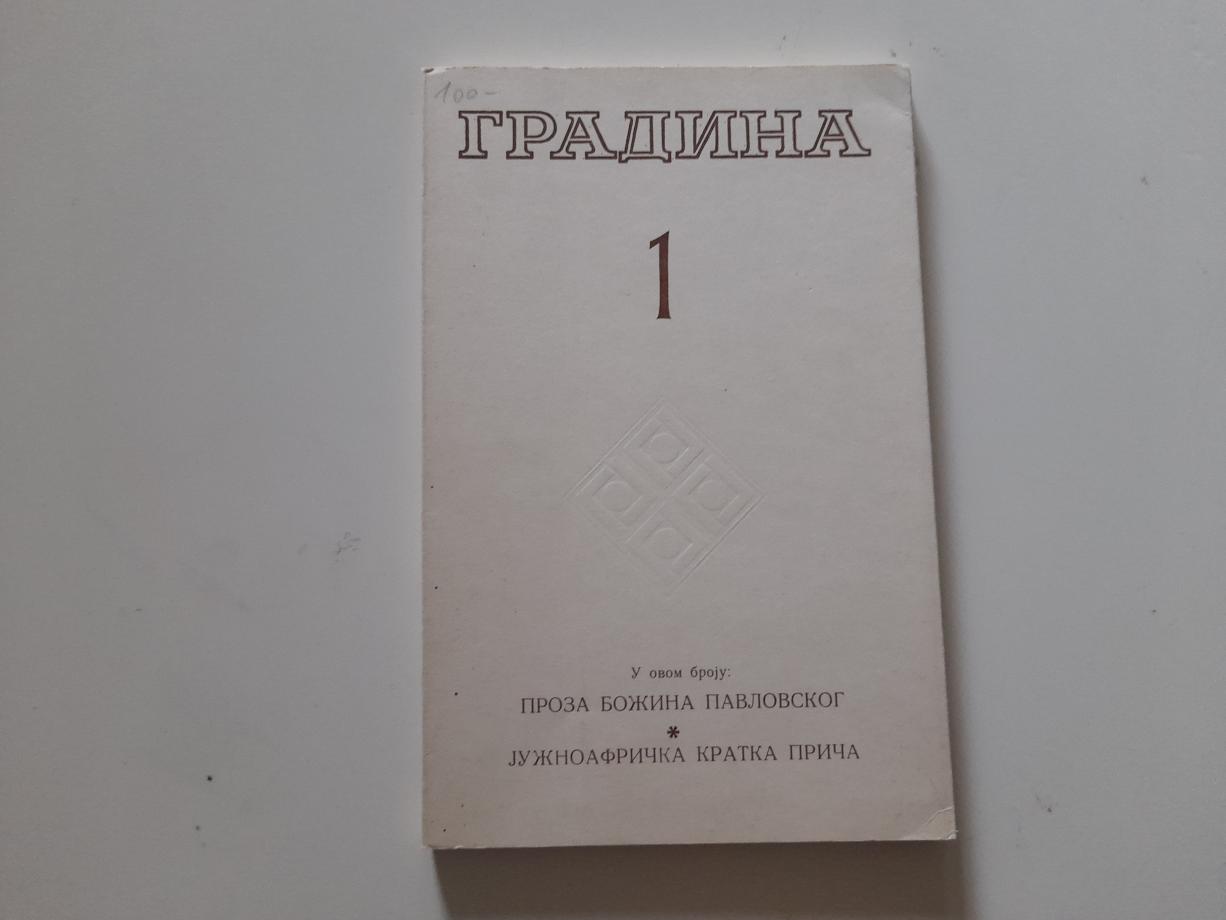 100-
ГРАДИНА
1
У овом броју:
ПРОЗА БОЖИНА ПАВЛОВСКОГ
*
ЈУЖНОАФРИЧКА КРАТКА ПРИЧА